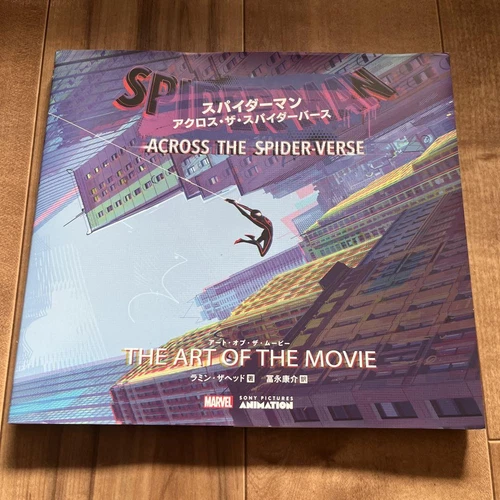 SPIDER-MAN
スパイダーマン
アクロス・ザ・スパイダーバース
ACROSS THE SPIDER-VERSE
アート・オブ・ザ・ムービー
THE ART OF THE MOVIE
ラミン・ザヘッド 著 富永康介 訳
MARVEL SONY PICTURES
ANIMATION